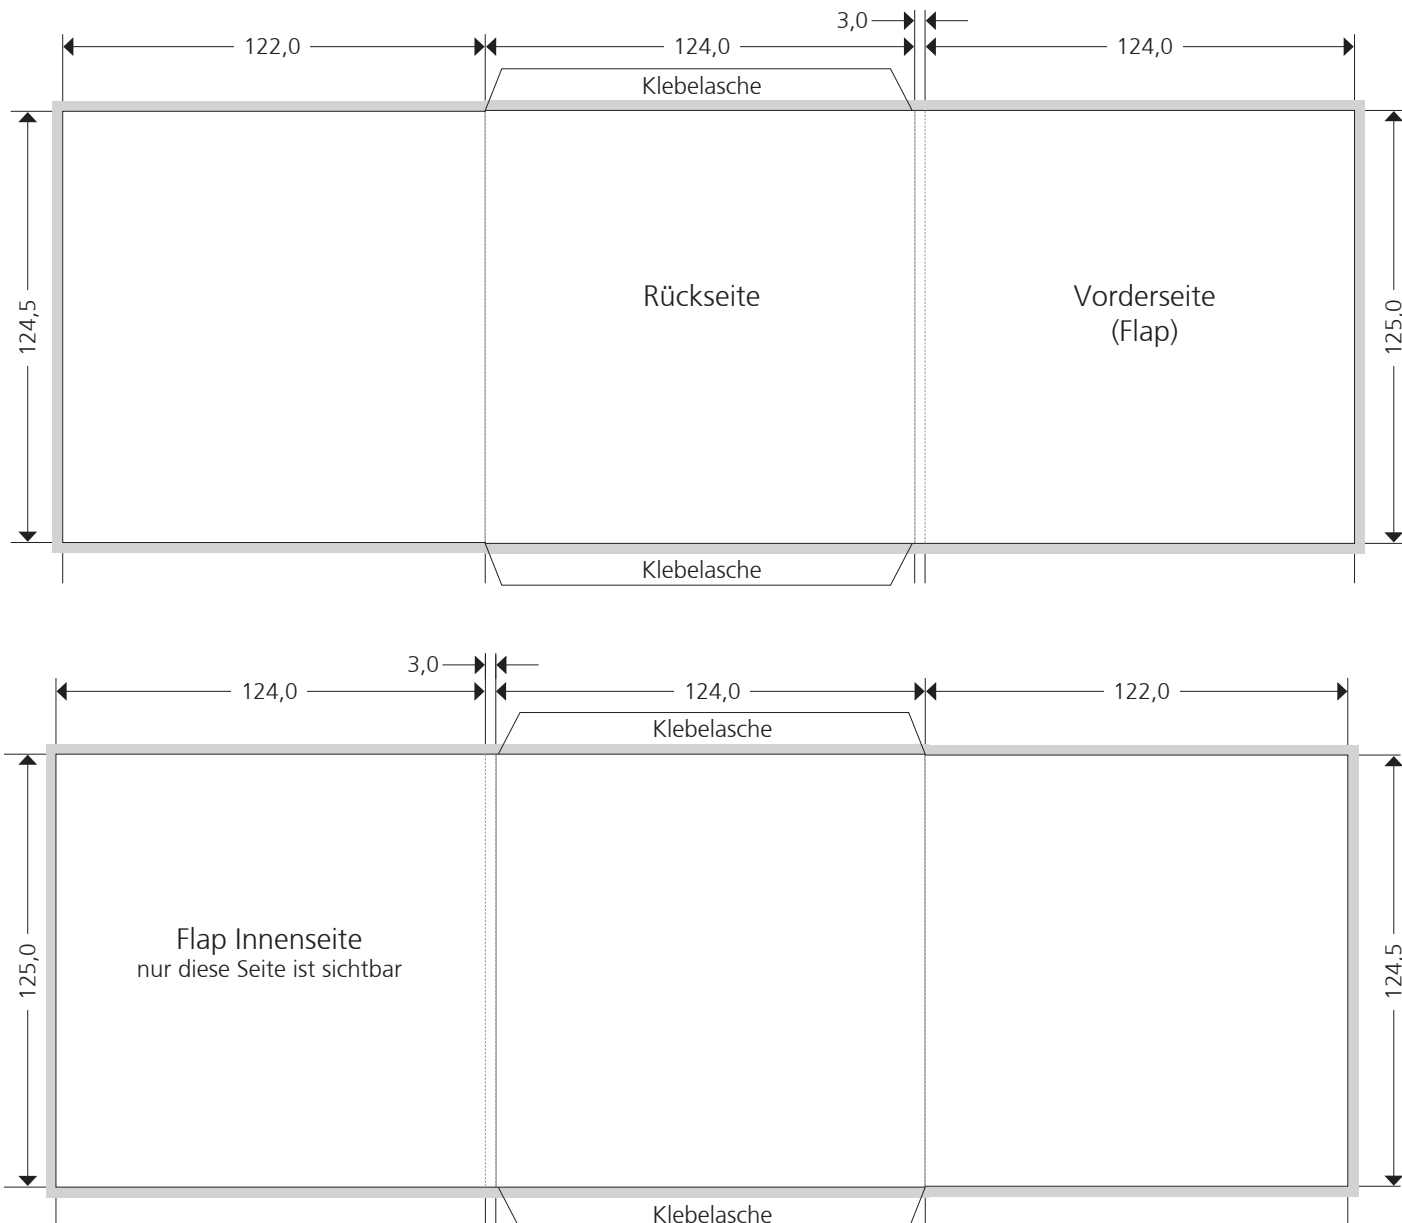 3,0
122,0
124,0
124,0
Klebelasche
124,5
Rückseite
Vorderseite
(Flap)
125,0
Klebelasche
3,0
124,0
124,0
122,0
Klebelasche
125,0
Flap Innenseite
nur diese Seite ist sichtbar
124,5
Klebelasche